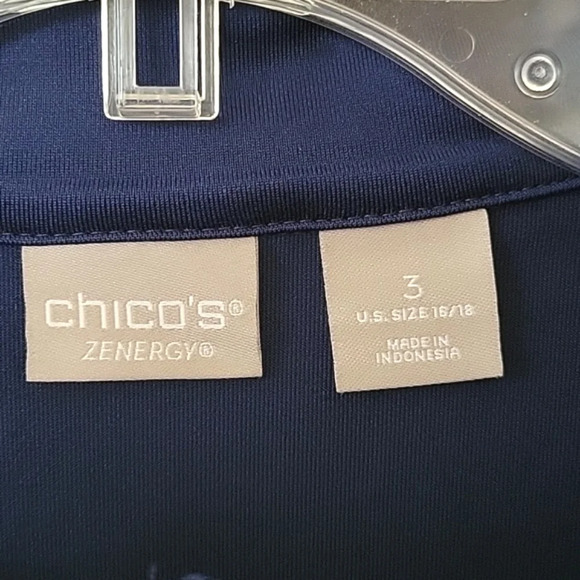 chico's®
ZENERGY®
3
U.S. SIZE 16/18
MADE IN
INDONESIA